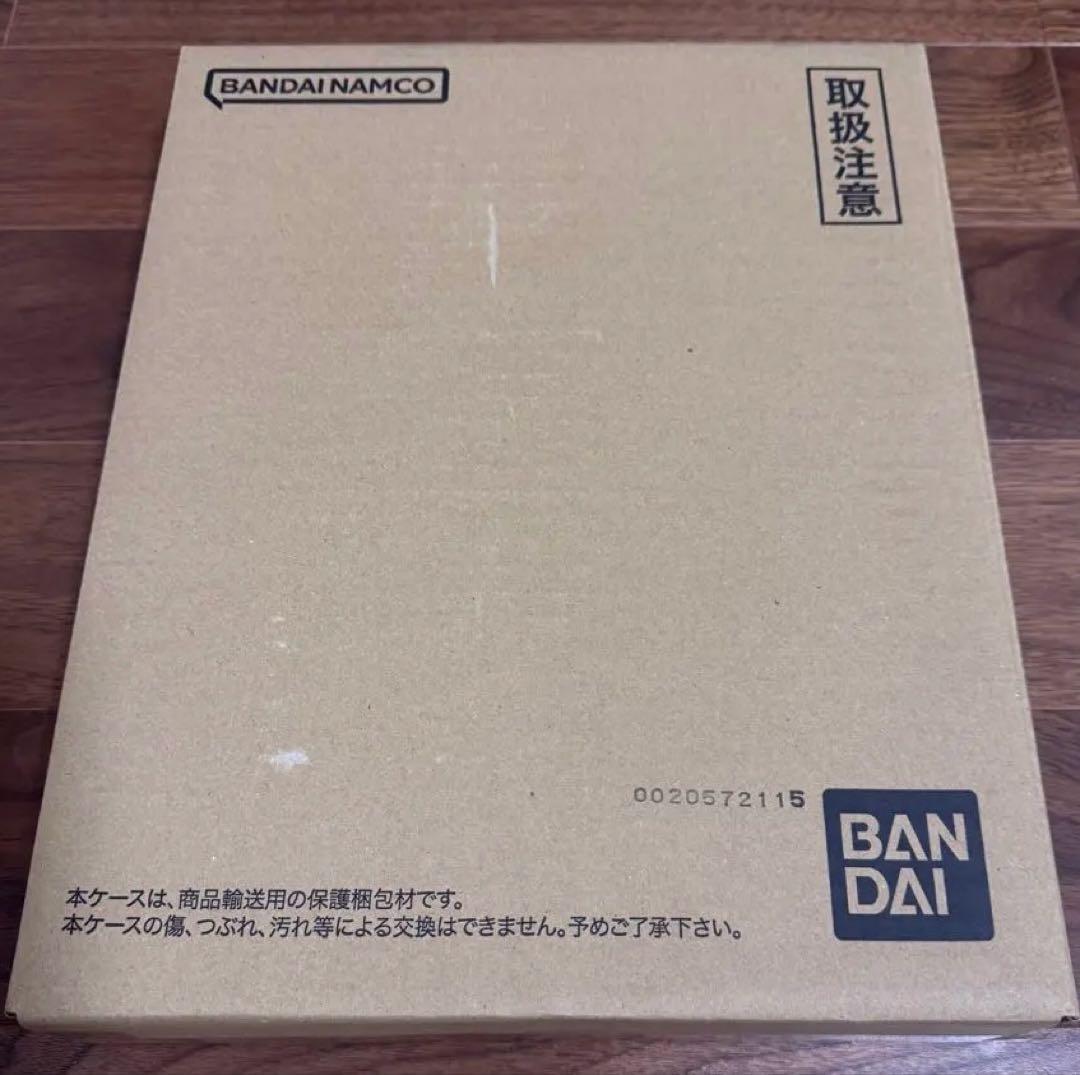 BANDAI NAMCO
取扱注意
0020572115
BAN
DAI
本ケースは、商品輸送用の保護梱包材です。
本ケースの傷、つぶれ、汚れ等による交換はできません。予めご了承下さい。